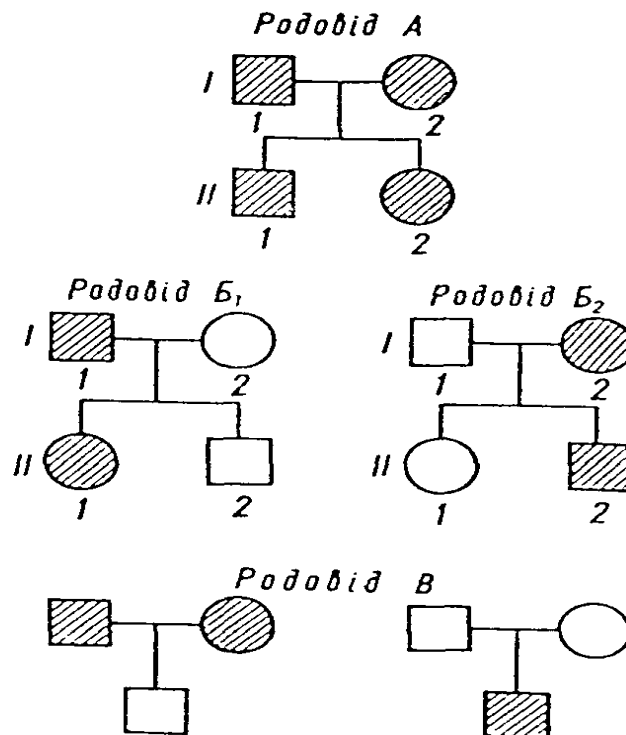 Родовід А
I
1 2
II
1 2
Родовід Б₁ Родовід Б₂
I I
1 2 1 2
II II
1 2 1 2
Родовід В